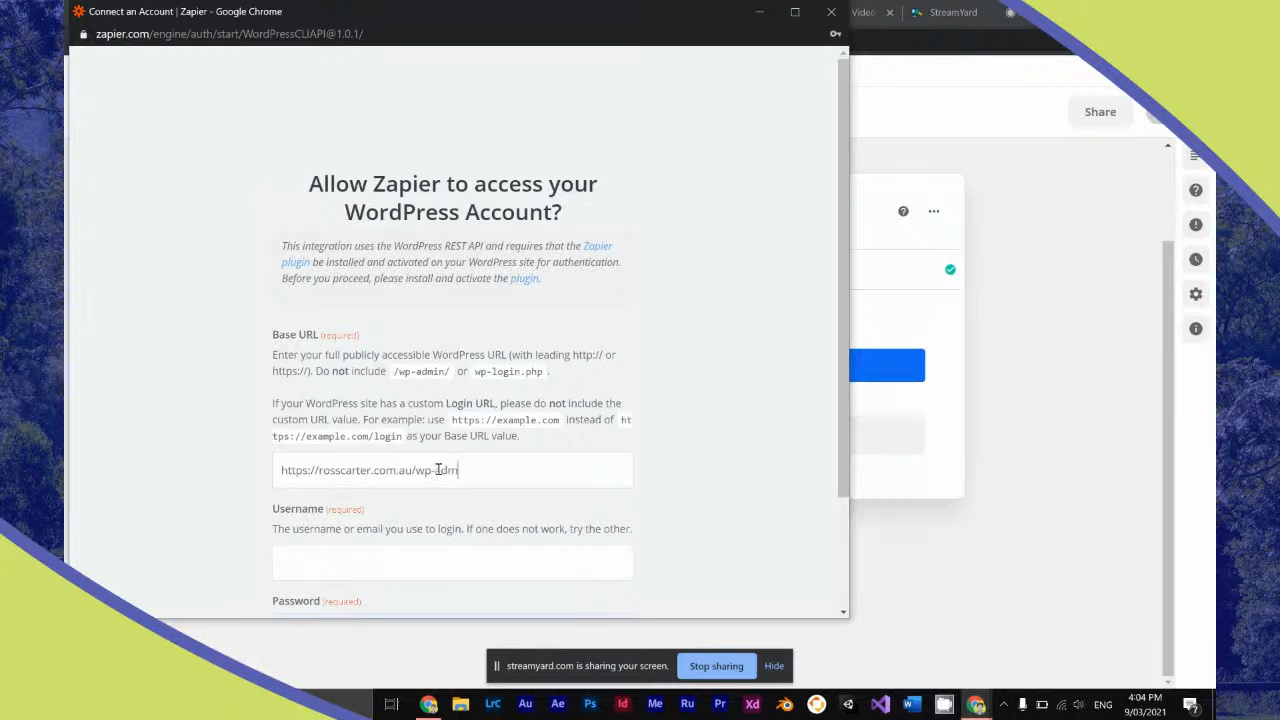 Connect an Account | Zapier - Google Chrome
Video
StreamYard
zapier.com/engine/auth/start/WordPressCLIAPI@1.0.1/
Share
Allow Zapier to access your
WordPress Account?
This integration uses the WordPress REST API and requires that the Zapier
plugin be installed and activated on your WordPress site for authentication.
Before you proceed, please install and activate the plugin.
Base URL (required)
Enter your full publicly accessible WordPress URL (with leading http:// or
https://). Do not include /wp-admin/ or wp-login.php .
If your WordPress site has a custom Login URL, please do not include the
custom URL value. For example: use https://example.com instead of ht
tps://example.com/login as your Base URL value.
https://rosscarter.com.au/wp-adm
Username (required)
The username or email you use to login. If one does not work, try the other.
Password (required)
streamyard.com is sharing your screen.
Stop sharing
Hide
LrC
Au
Ae
Ps
Id
Me
Ru
Pr
Xd
ENG
4:04 PM
9/03/2021